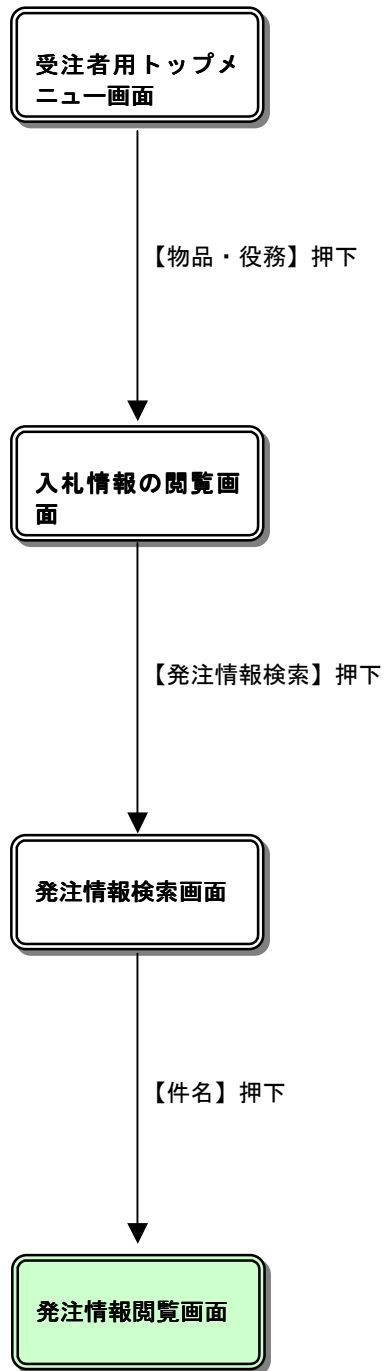 受注者用トップメ
ニュー画面
【物品・役務】押下
入札情報の閲覧画
面
【発注情報検索】押下
発注情報検索画面
【件名】押下
発注情報閲覧画面